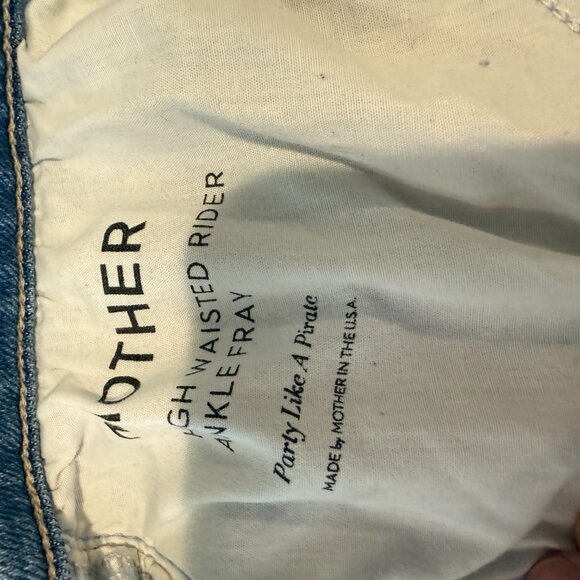 MOTHER
HIGH WAISTED RIDER
ANKLE FRAY
Party Like A Pirate
MADE by MOTHER IN THE U.S.A.